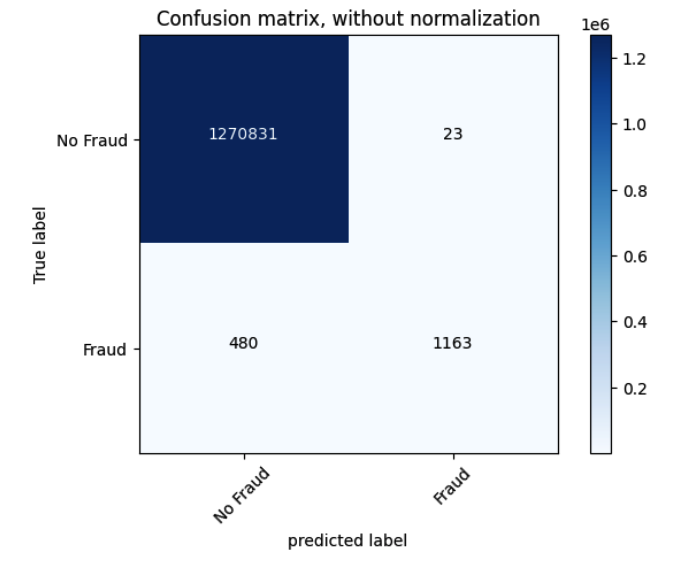 Confusion matrix, without normalization
1e6
No Fraud
1270831
23
Fraud
480
1163
True label
No Fraud
Fraud
predicted label
1.2
1.0
0.8
0.6
0.4
0.2